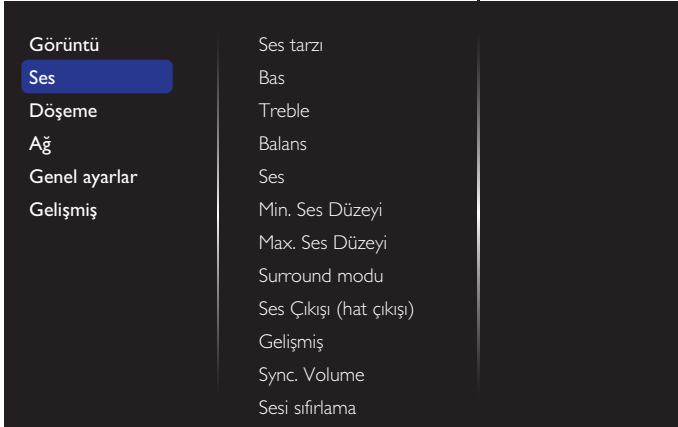 Görüntü
Ses
Döşeme
Ağ
Genel ayarlar
Gelişmiş
Ses tarzı
Bas
Treble
Balans
Ses
Min. Ses Düzeyi
Max. Ses Düzeyi
Surround modu
Ses Çıkışı (hat çıkışı)
Gelişmiş
Sync. Volume
Sesi sıfırlama